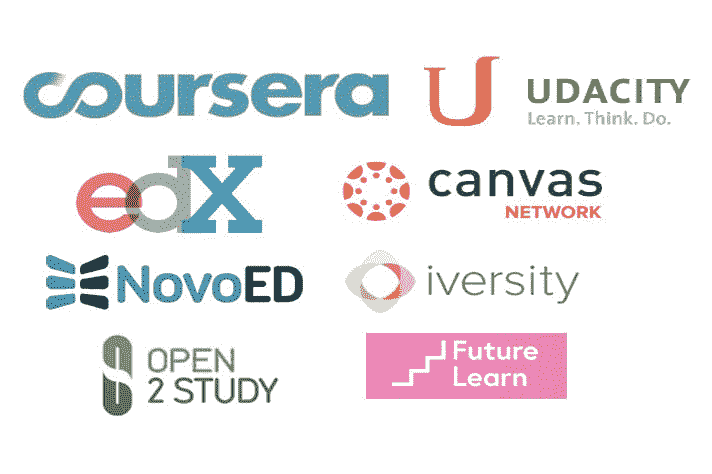 coursera
UDACITY
Learn. Think. Do.
edX
canvas
NETWORK
NovoED
iversity
OPEN
2 STUDY
Future
Learn